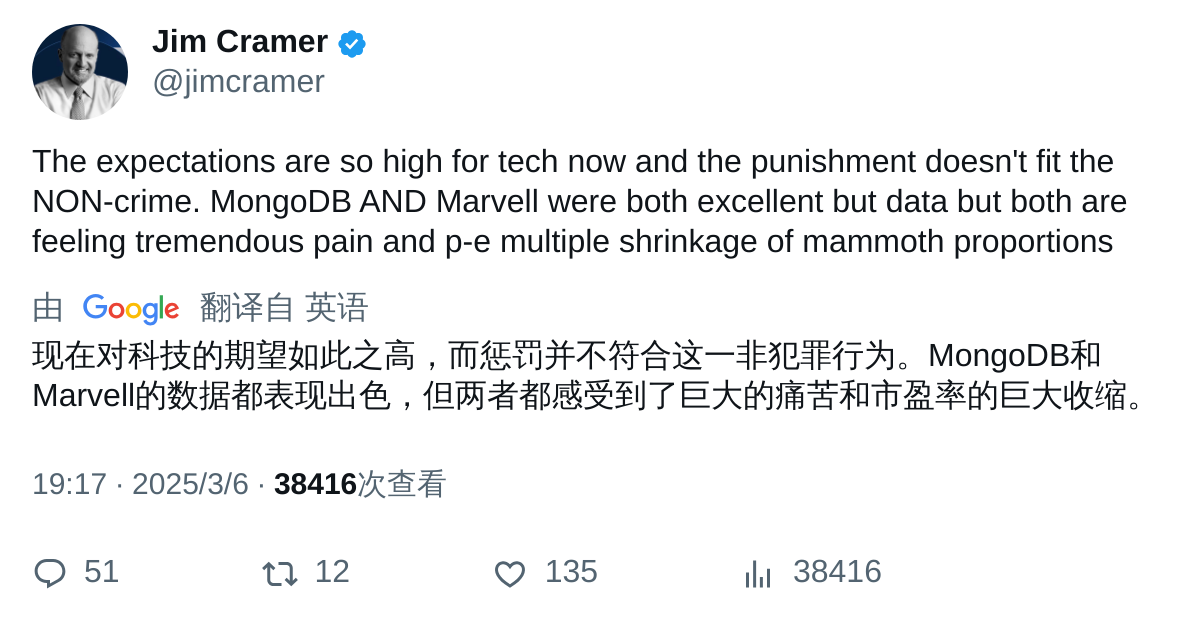 Jim Cramer
@jimcramer
The expectations are so high for tech now and the punishment doesn't fit the
NON-crime. MongoDB AND Marvell were both excellent but data but both are
feeling tremendous pain and p-e multiple shrinkage of mammoth proportions
由 Google 翻译自 英语
现在对科技的期望如此之高，而惩罚并不符合这一非犯罪行为。MongoDB和
Marvell的数据都表现出色，但两者都感受到了巨大的痛苦和市盈率的巨大收缩。
19:17 · 2025/3/6 · 38416次查看
51 12 135 38416